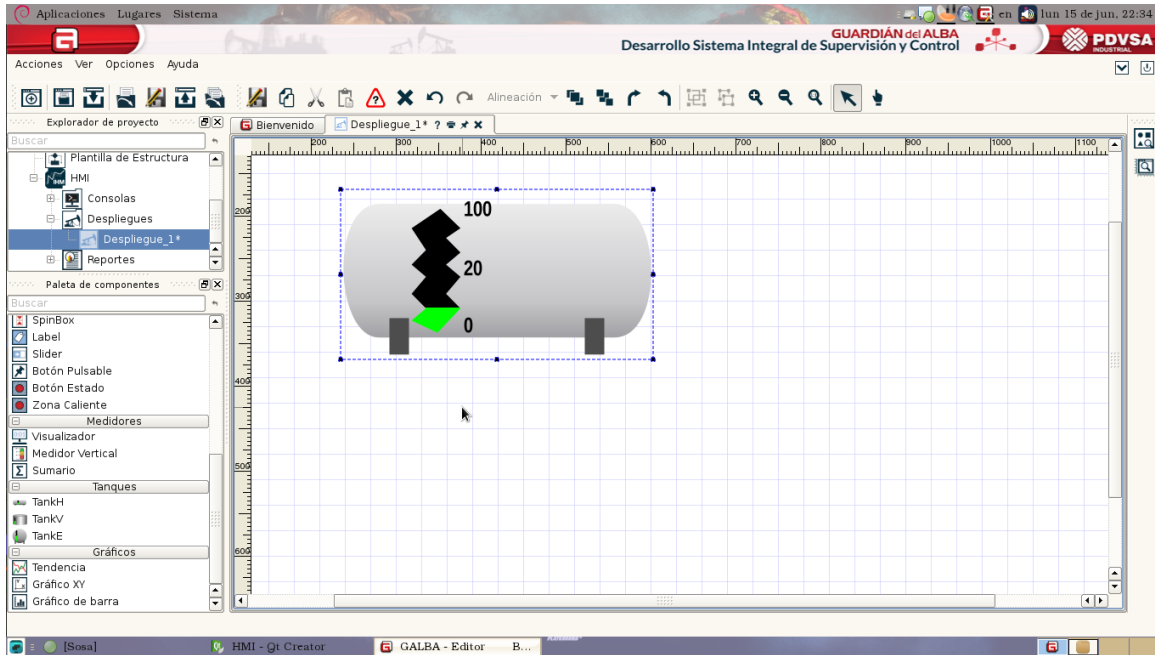 Aplicaciones Lugares Sistema
en lun 15 de jun, 22:34
GUARDIÁN del ALBA
Desarrollo Sistema Integral de Supervisión y Control
PDVSA
INDUSTRIAL
Acciones Ver Opciones Ayuda
Alineación
Explorador de proyecto
Bienvenido
Despliegue_1* ?
Buscar
Plantilla de Estructura
HMI
Consolas
Despliegues
Despliegue_1*
Reportes
200 300 400 500 600 700 800 900 1000 1100
200
300
400
500
600
100
20
0
Paleta de componentes
Buscar
SpinBox
Label
Slider
Botón Pulsable
Botón Estado
Zona Caliente
Medidores
Visualizador
Medidor Vertical
Σ Sumario
Tanques
TankH
TankV
TankE
Gráficos
Tendencia
Gráfico XY
Gráfico de barra
[Sosa]
HMI - Qt Creator
GALBA - Editor B...